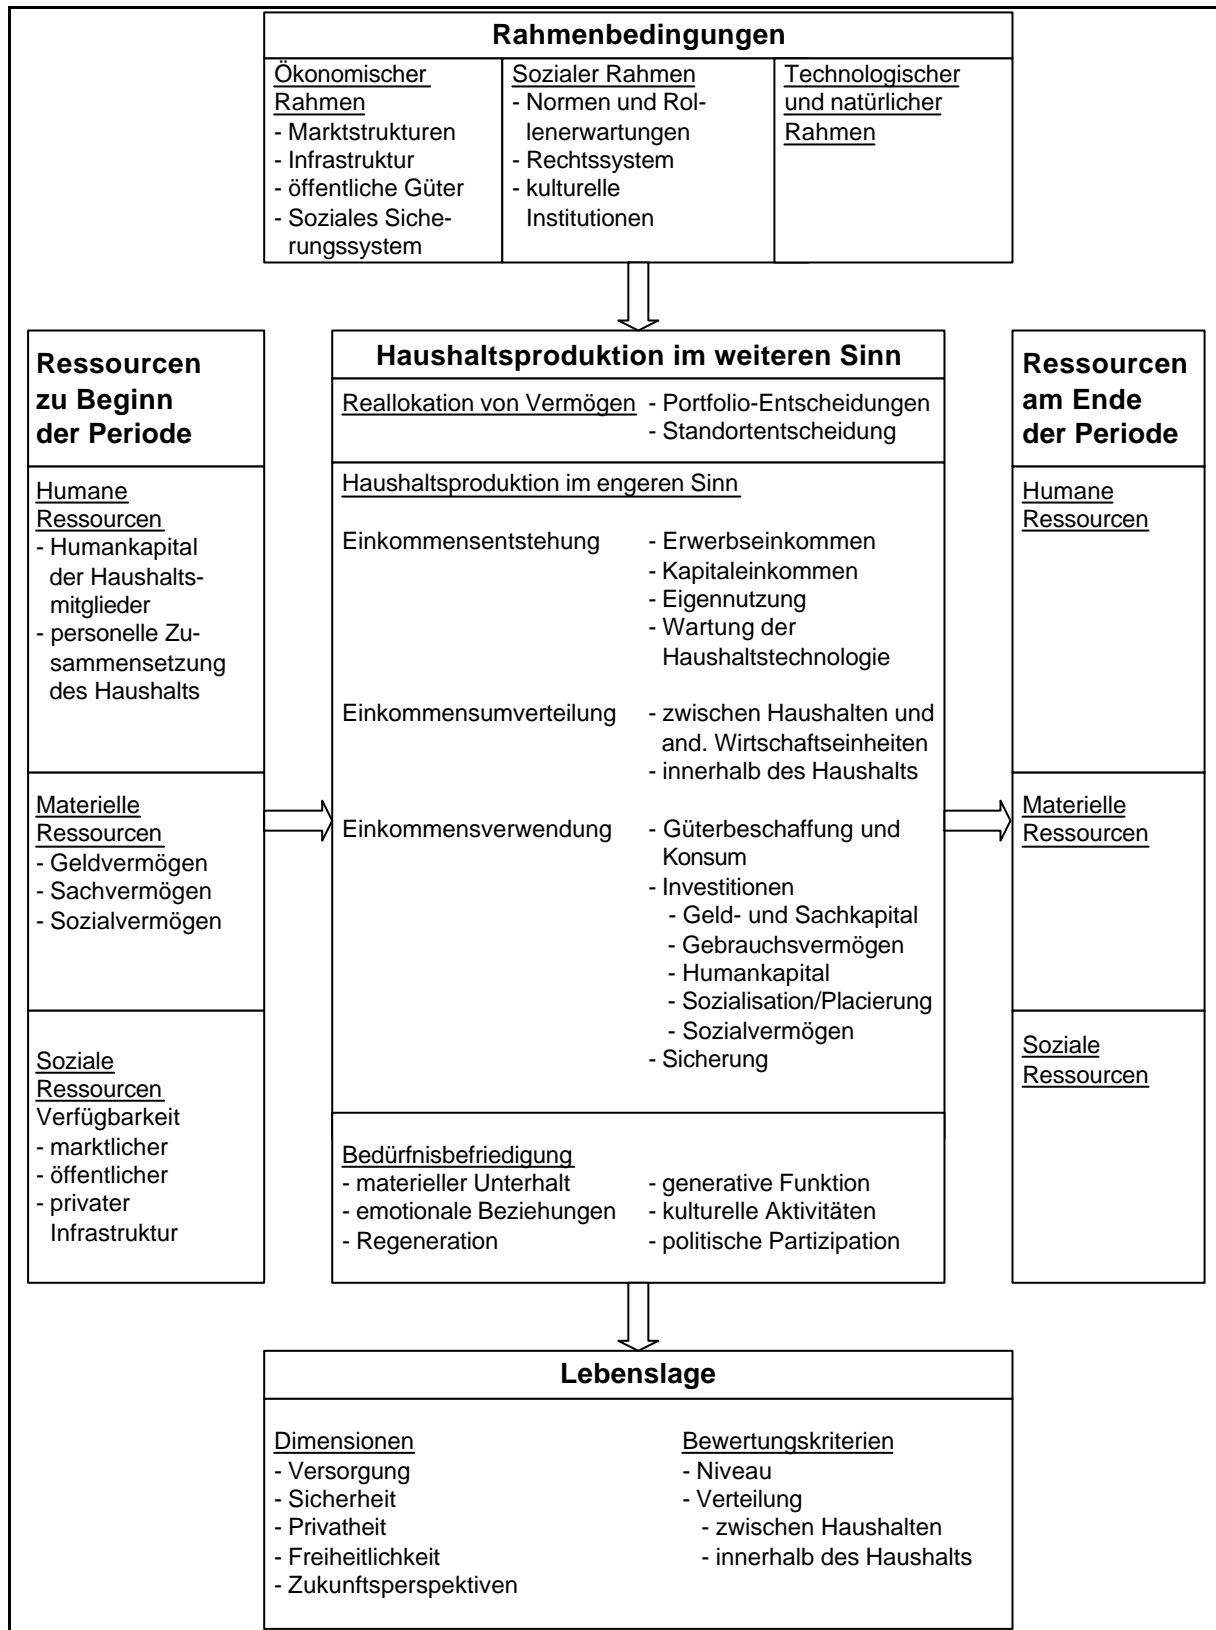 Rahmenbedingungen
Ökonomischer
Rahmen
- Marktstrukturen
- Infrastruktur
- öffentliche Güter
- Soziales Siche-
rungssystem
Sozialer Rahmen
- Normen und Rol-
lenerwartungen
- Rechtssystem
- kulturelle
Institutionen
Technologischer
und natürlicher
Rahmen
Ressourcen
zu Beginn
der Periode
Humane
Ressourcen
- Humankapital
der Haushalts-
mitglieder
- personelle Zu-
sammensetzung
des Haushalts
Materielle
Ressourcen
- Geldvermögen
- Sachvermögen
- Sozialvermögen
Soziale
Ressourcen
Verfügbarkeit
- marktlicher
- öffentlicher
- privater
Infrastruktur
Haushaltsproduktion im weiteren Sinn
Reallokation von Vermögen - Portfolio-Entscheidungen
- Standortentscheidung
Haushaltsproduktion im engeren Sinn
Einkommensentstehung - Erwerbseinkommen
- Kapitaleinkommen
- Eigennutzung
- Wartung der
Haushaltstechnologie
Einkommensumverteilung - zwischen Haushalten und
and. Wirtschaftseinheiten
- innerhalb des Haushalts
Einkommensverwendung - Güterbeschaffung und
Konsum
- Investitionen
- Geld- und Sachkapital
- Gebrauchsvermögen
- Humankapital
- Sozialisation/Placierung
- Sozialvermögen
- Sicherung
Bedürfnisbefriedigung
- materieller Unterhalt - generative Funktion
- emotionale Beziehungen - kulturelle Aktivitäten
- Regeneration - politische Partizipation
Ressourcen
am Ende
der Periode
Humane
Ressourcen
Materielle
Ressourcen
Soziale
Ressourcen
Lebenslage
Dimensionen
- Versorgung
- Sicherheit
- Privatheit
- Freiheitlichkeit
- Zukunftsperspektiven
Bewertungskriterien
- Niveau
- Verteilung
- zwischen Haushalten
- innerhalb des Haushalts